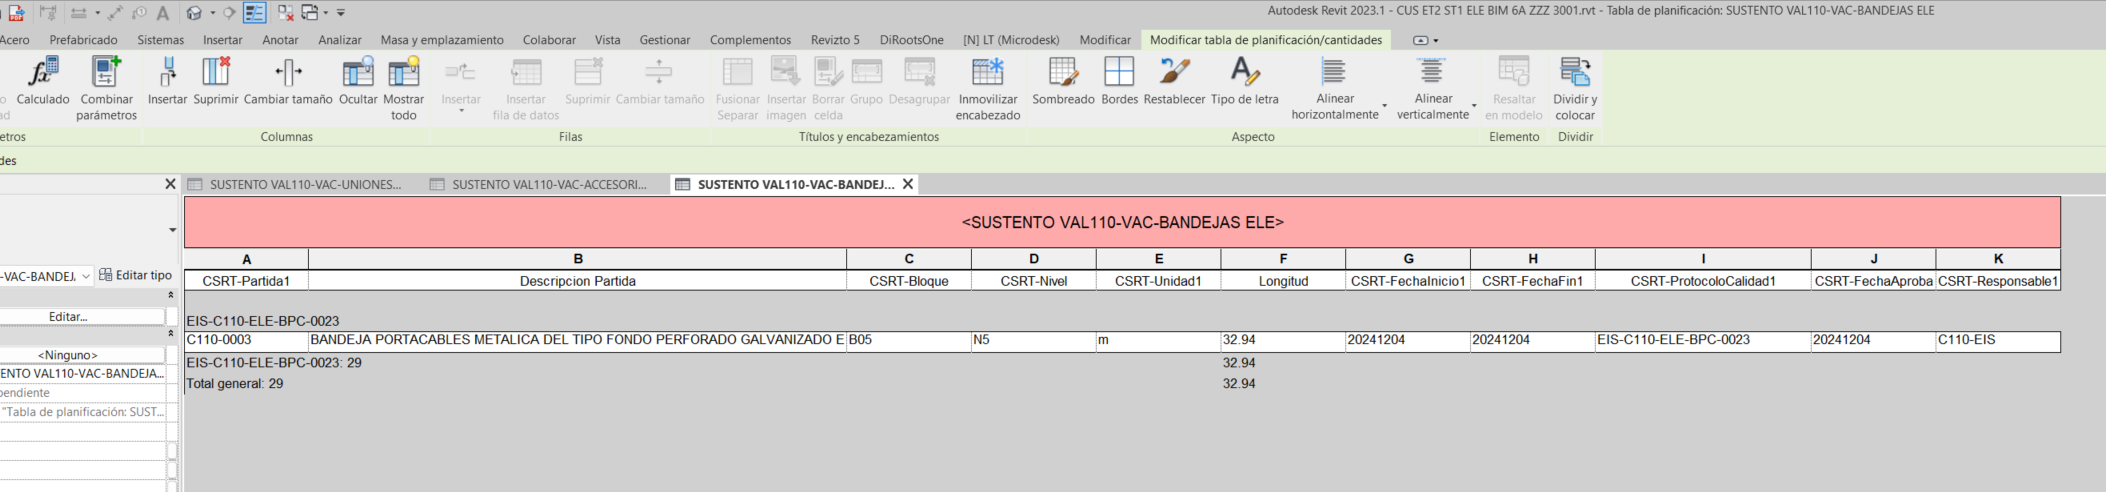 Autodesk Revit 2023.1 - CUS ET2 ST1 ELE BIM 6A ZZZ 3001.rvt - Tabla de planificación: SUSTENTO VAL110-VAC-BANDEJAS ELE
Acero Prefabricado Sistemas Insertar Anotar Analizar Masa y emplazamiento Colaborar Vista Gestionar Complementos Revizto 5 DiRootsOne [N] LT (Microdesk) Modificar Modificar tabla de planificación/cantidades
Calculado Combinar parámetros Insertar Suprimir Cambiar tamaño Ocultar Mostrar todo Insertar Insertar fila de datos Suprimir Cambiar tamaño Fusionar Separar Insertar imagen Borrar celda Grupo Desagrupar Inmovilizar encabezado Sombreado Bordes Restablecer Tipo de letra Alinear horizontalmente Alinear verticalmente Resaltar en modelo Dividir y colocar
etros Columnas Filas Títulos y encabezamientos Aspecto Elemento Dividir
des
SUSTENTO VAL110-VAC-UNIONES... SUSTENTO VAL110-VAC-ACCESORI... SUSTENTO VAL110-VAC-BANDEJ...
<SUSTENTO VAL110-VAC-BANDEJAS ELE>
A B C D E F G H I J K
-VAC-BANDEJ. Editar tipo
CSRT-Partida1 Descripcion Partida CSRT-Bloque CSRT-Nivel CSRT-Unidad1 Longitud CSRT-FechaInicio1 CSRT-FechaFin1 CSRT-ProtocoloCalidad1 CSRT-FechaAproba CSRT-Responsable1
Editar...
EIS-C110-ELE-BPC-0023
C110-0003 BANDEJA PORTACABLES METALICA DEL TIPO FONDO PERFORADO GALVANIZADO E B05 N5 m 32.94 20241204 20241204 EIS-C110-ELE-BPC-0023 20241204 C110-EIS
<Ninguno>
EIS-C110-ELE-BPC-0023: 29 32.94
ENTO VAL110-VAC-BANDEJA...
Total general: 29 32.94
pendiente
"Tabla de planificación: SUST...